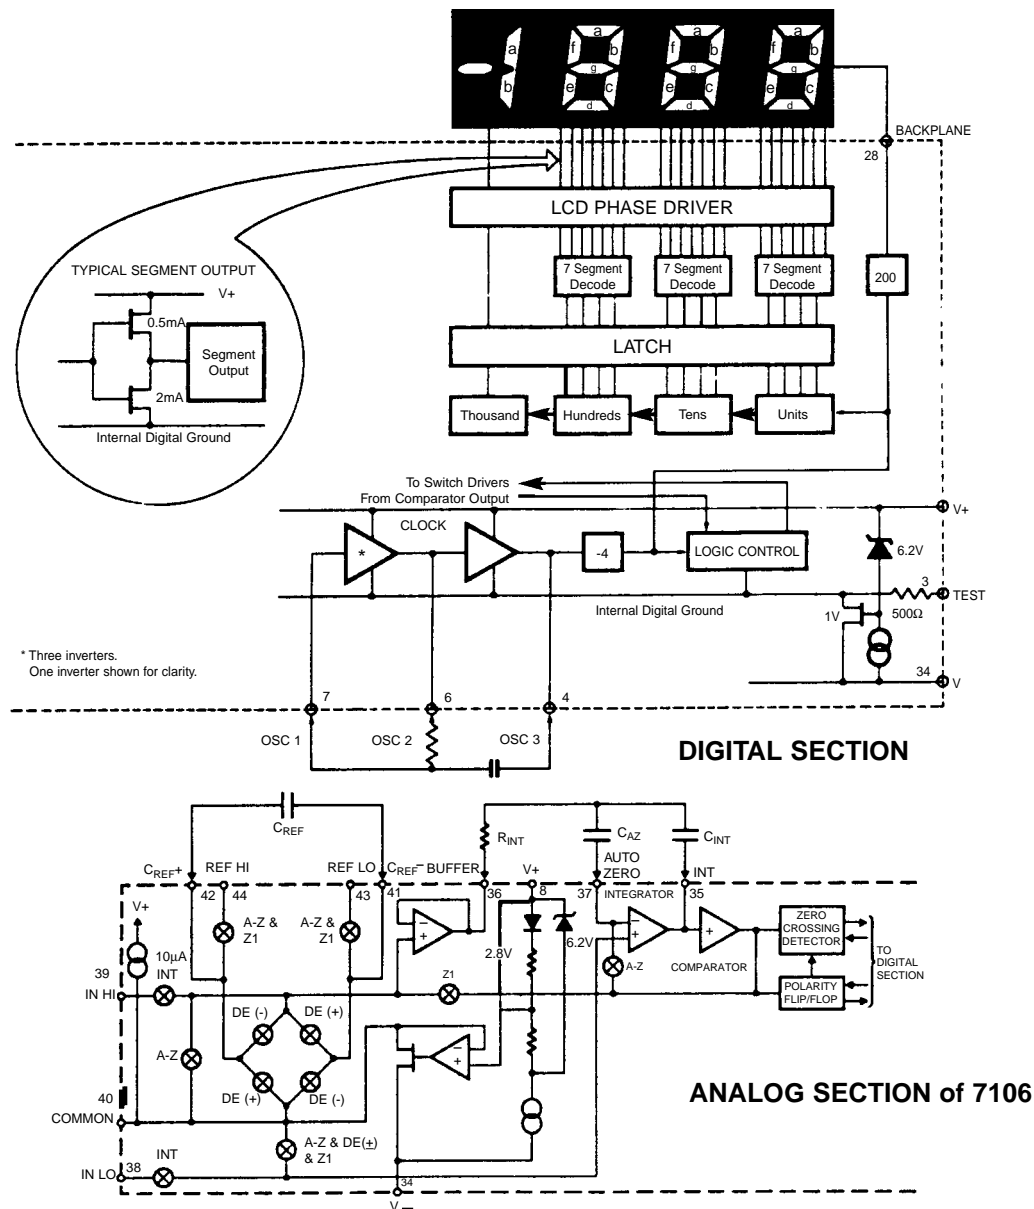 a
b
a
f b
g
e c
d
a
f b
g
e c
d
a
f b
g
e c
d
BACKPLANE
28
LCD PHASE DRIVER
TYPICAL SEGMENT OUTPUT
V+
0.5mA
Segment
Output
2mA
Internal Digital Ground
7 Segment
Decode
7 Segment
Decode
7 Segment
Decode
200
LATCH
Thousand
Hundreds
Tens
Units
To Switch Drivers
From Comparator Output
V+
CLOCK
*
-4
LOGIC CONTROL
6.2V
3
TEST
500Ω
1V
Internal Digital Ground
34
V
* Three inverters.
One inverter shown for clarity.
7
6
4
OSC 1
OSC 2
OSC 3
DIGITAL SECTION
CREF
RINT
CAZ
CINT
CREF+
REF HI
REF LO
CREF-
BUFFER
V+
AUTO
ZERO
INT
42
44
43
41
36
8
37
INTEGRATOR
35
V+
A-Z &
Z1
A-Z &
Z1
-
+
2.8V
6.2V
-
+
+
ZERO
CROSSING
DETECTOR
TO
DIGITAL
SECTION
10μA
39
INT
Z1
A-Z
COMPARATOR
POLARITY
FLIP/FLOP
IN HI
DE (-)
DE (+)
A-Z
-
+
DE (+)
DE (-)
40
COMMON
ANALOG SECTION of 7106
A-Z & DE(±)
& Z1
INT
38
IN LO
34
V-